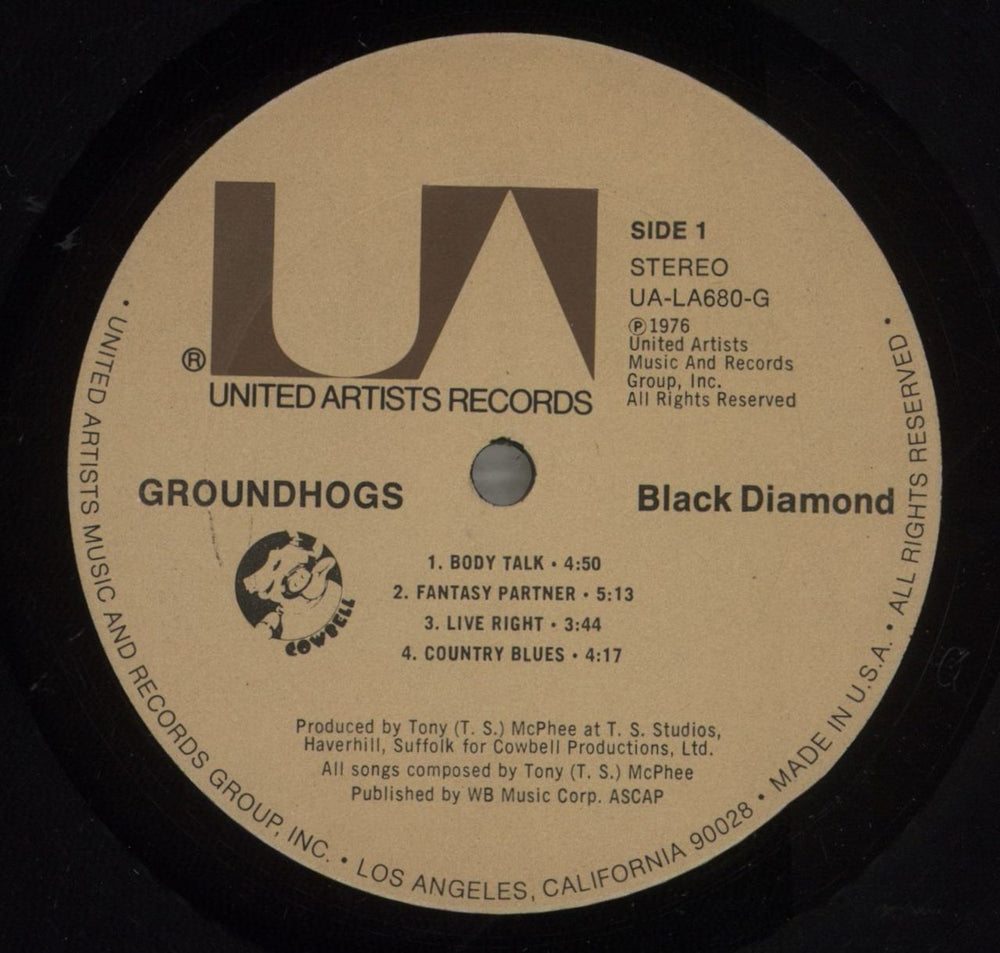 UA
®
UNITED ARTISTS RECORDS
SIDE 1
STEREO
UA-LA680-G
℗ 1976
United Artists
Music And Records
Group, Inc.
All Rights Reserved
GROUNDHOGS
Black Diamond
COWBELL
1. BODY TALK • 4:50
2. FANTASY PARTNER • 5:13
3. LIVE RIGHT • 3:44
4. COUNTRY BLUES • 4:17
Produced by Tony (T. S.) McPhee at T. S. Studios,
Haverhill, Suffolk for Cowbell Productions, Ltd.
All songs composed by Tony (T. S.) McPhee
Published by WB Music Corp. ASCAP
• UNITED ARTISTS MUSIC AND RECORDS GROUP, INC. • LOS ANGELES, CALIFORNIA 90028 • MADE IN U.S.A. • ALL RIGHTS RESERVED •